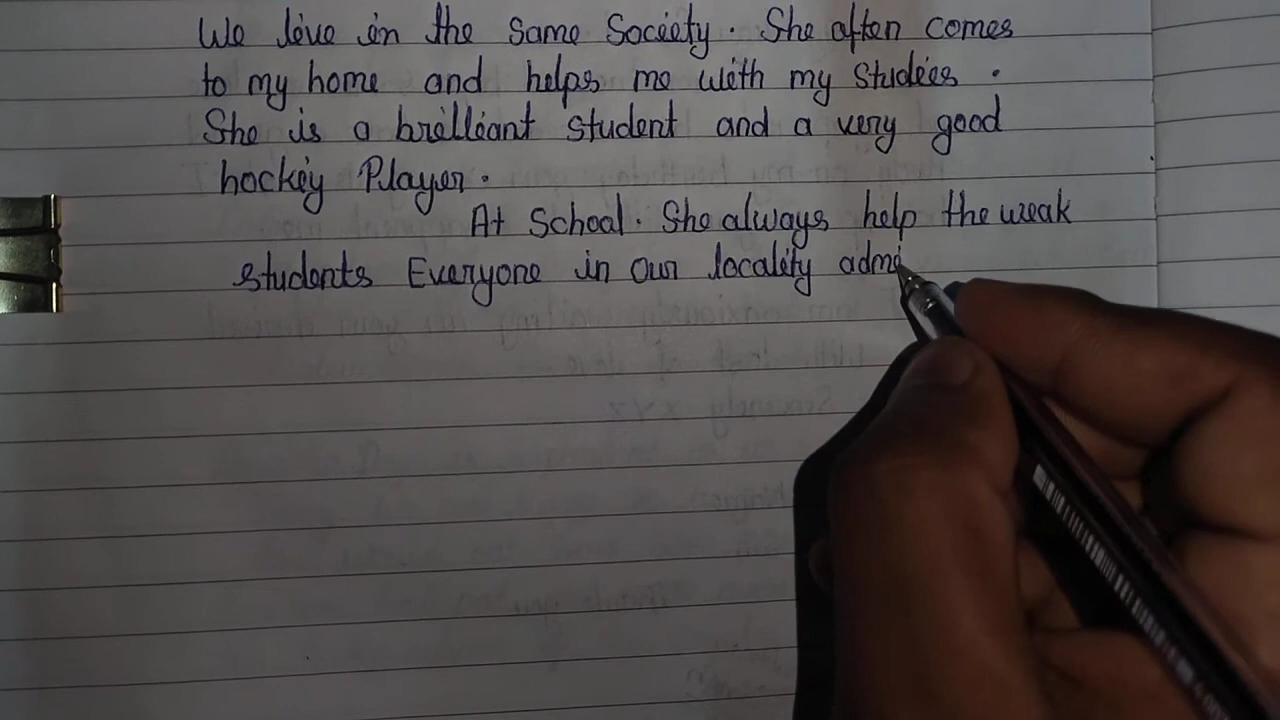 We live in the Same Society. She often comes
to my home and helps me with my Studies.
She is a brilliant student and a very good
hockey Player.
At School. She always help the weak
students Everyone in our locality admi